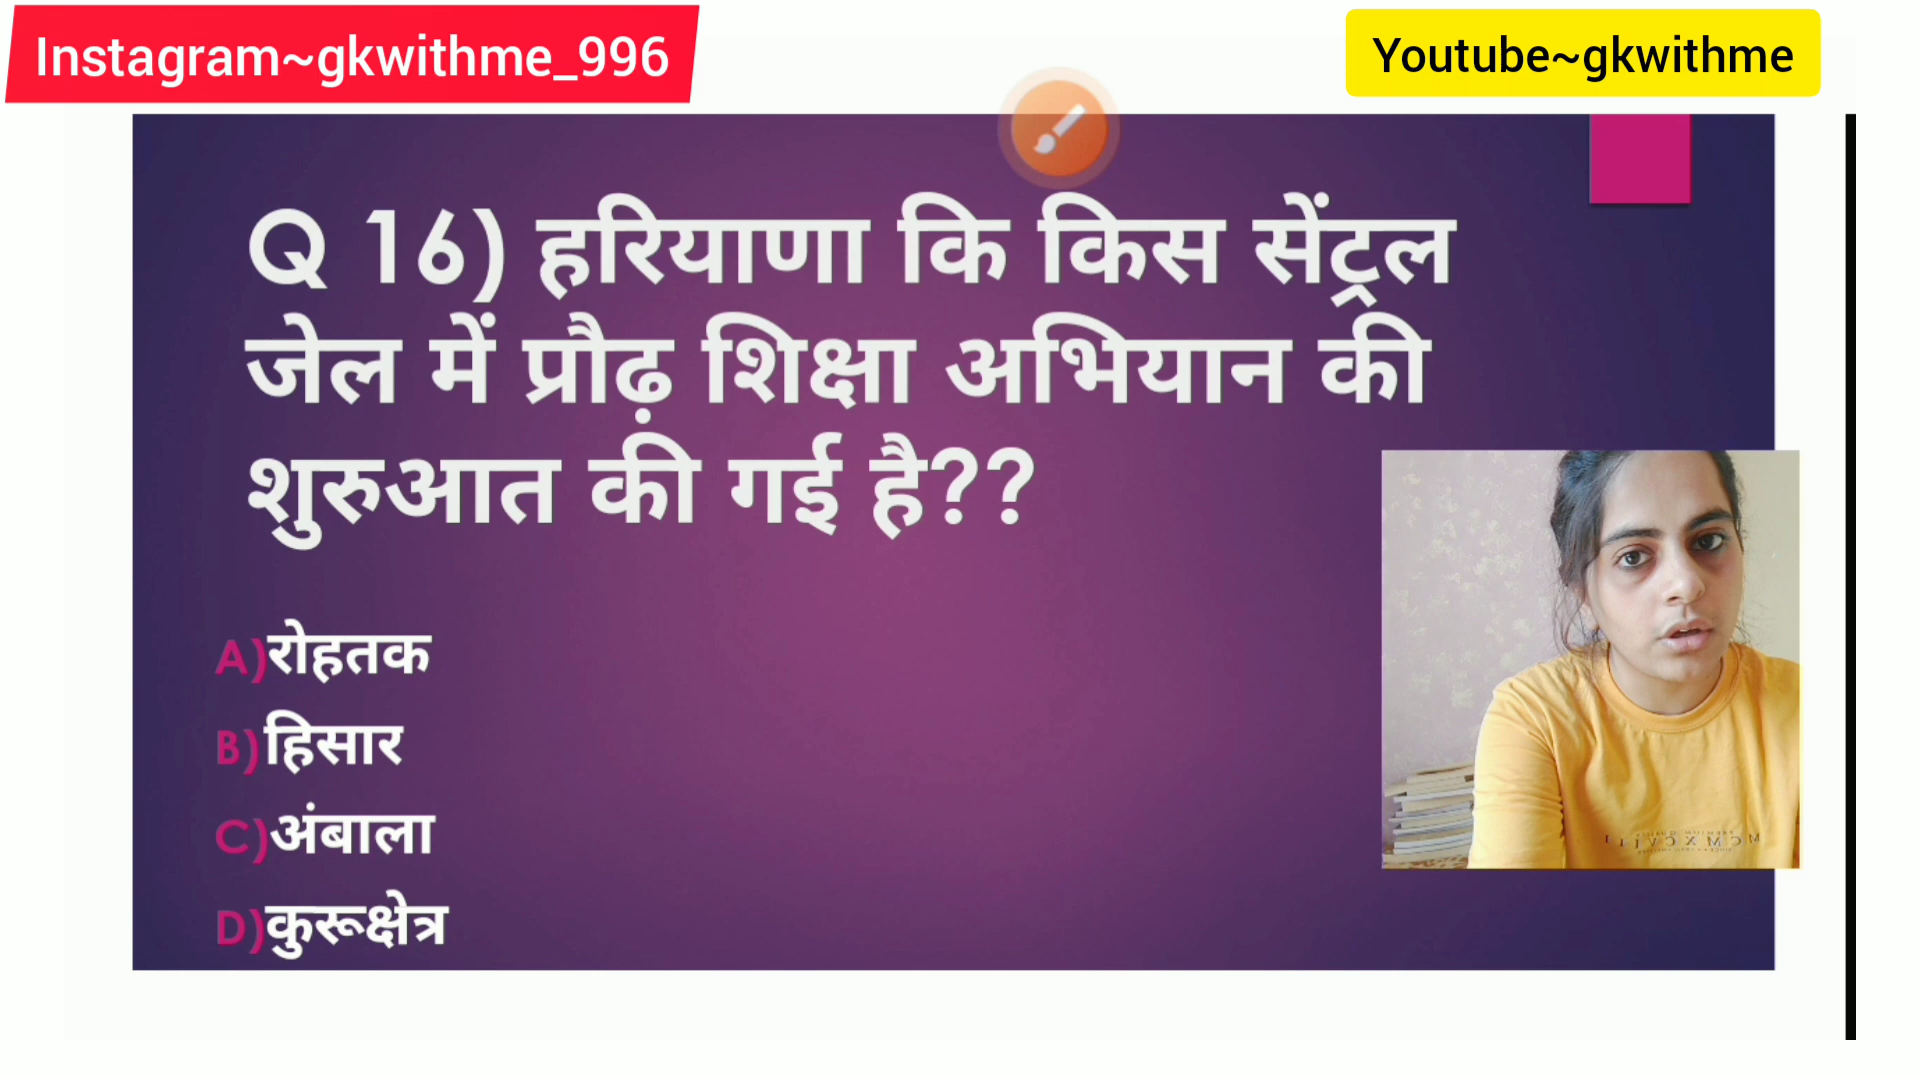 Instagram~gkwithme_996
Youtube~gkwithme
Q 16) हरियाणा कि किस सेंट्रल
जेल में प्रौढ़ शिक्षा अभियान की
शुरुआत की गई है??
A)रोहतक
B)हिसार
C)अंबाला
D)कुरूक्षेत्र